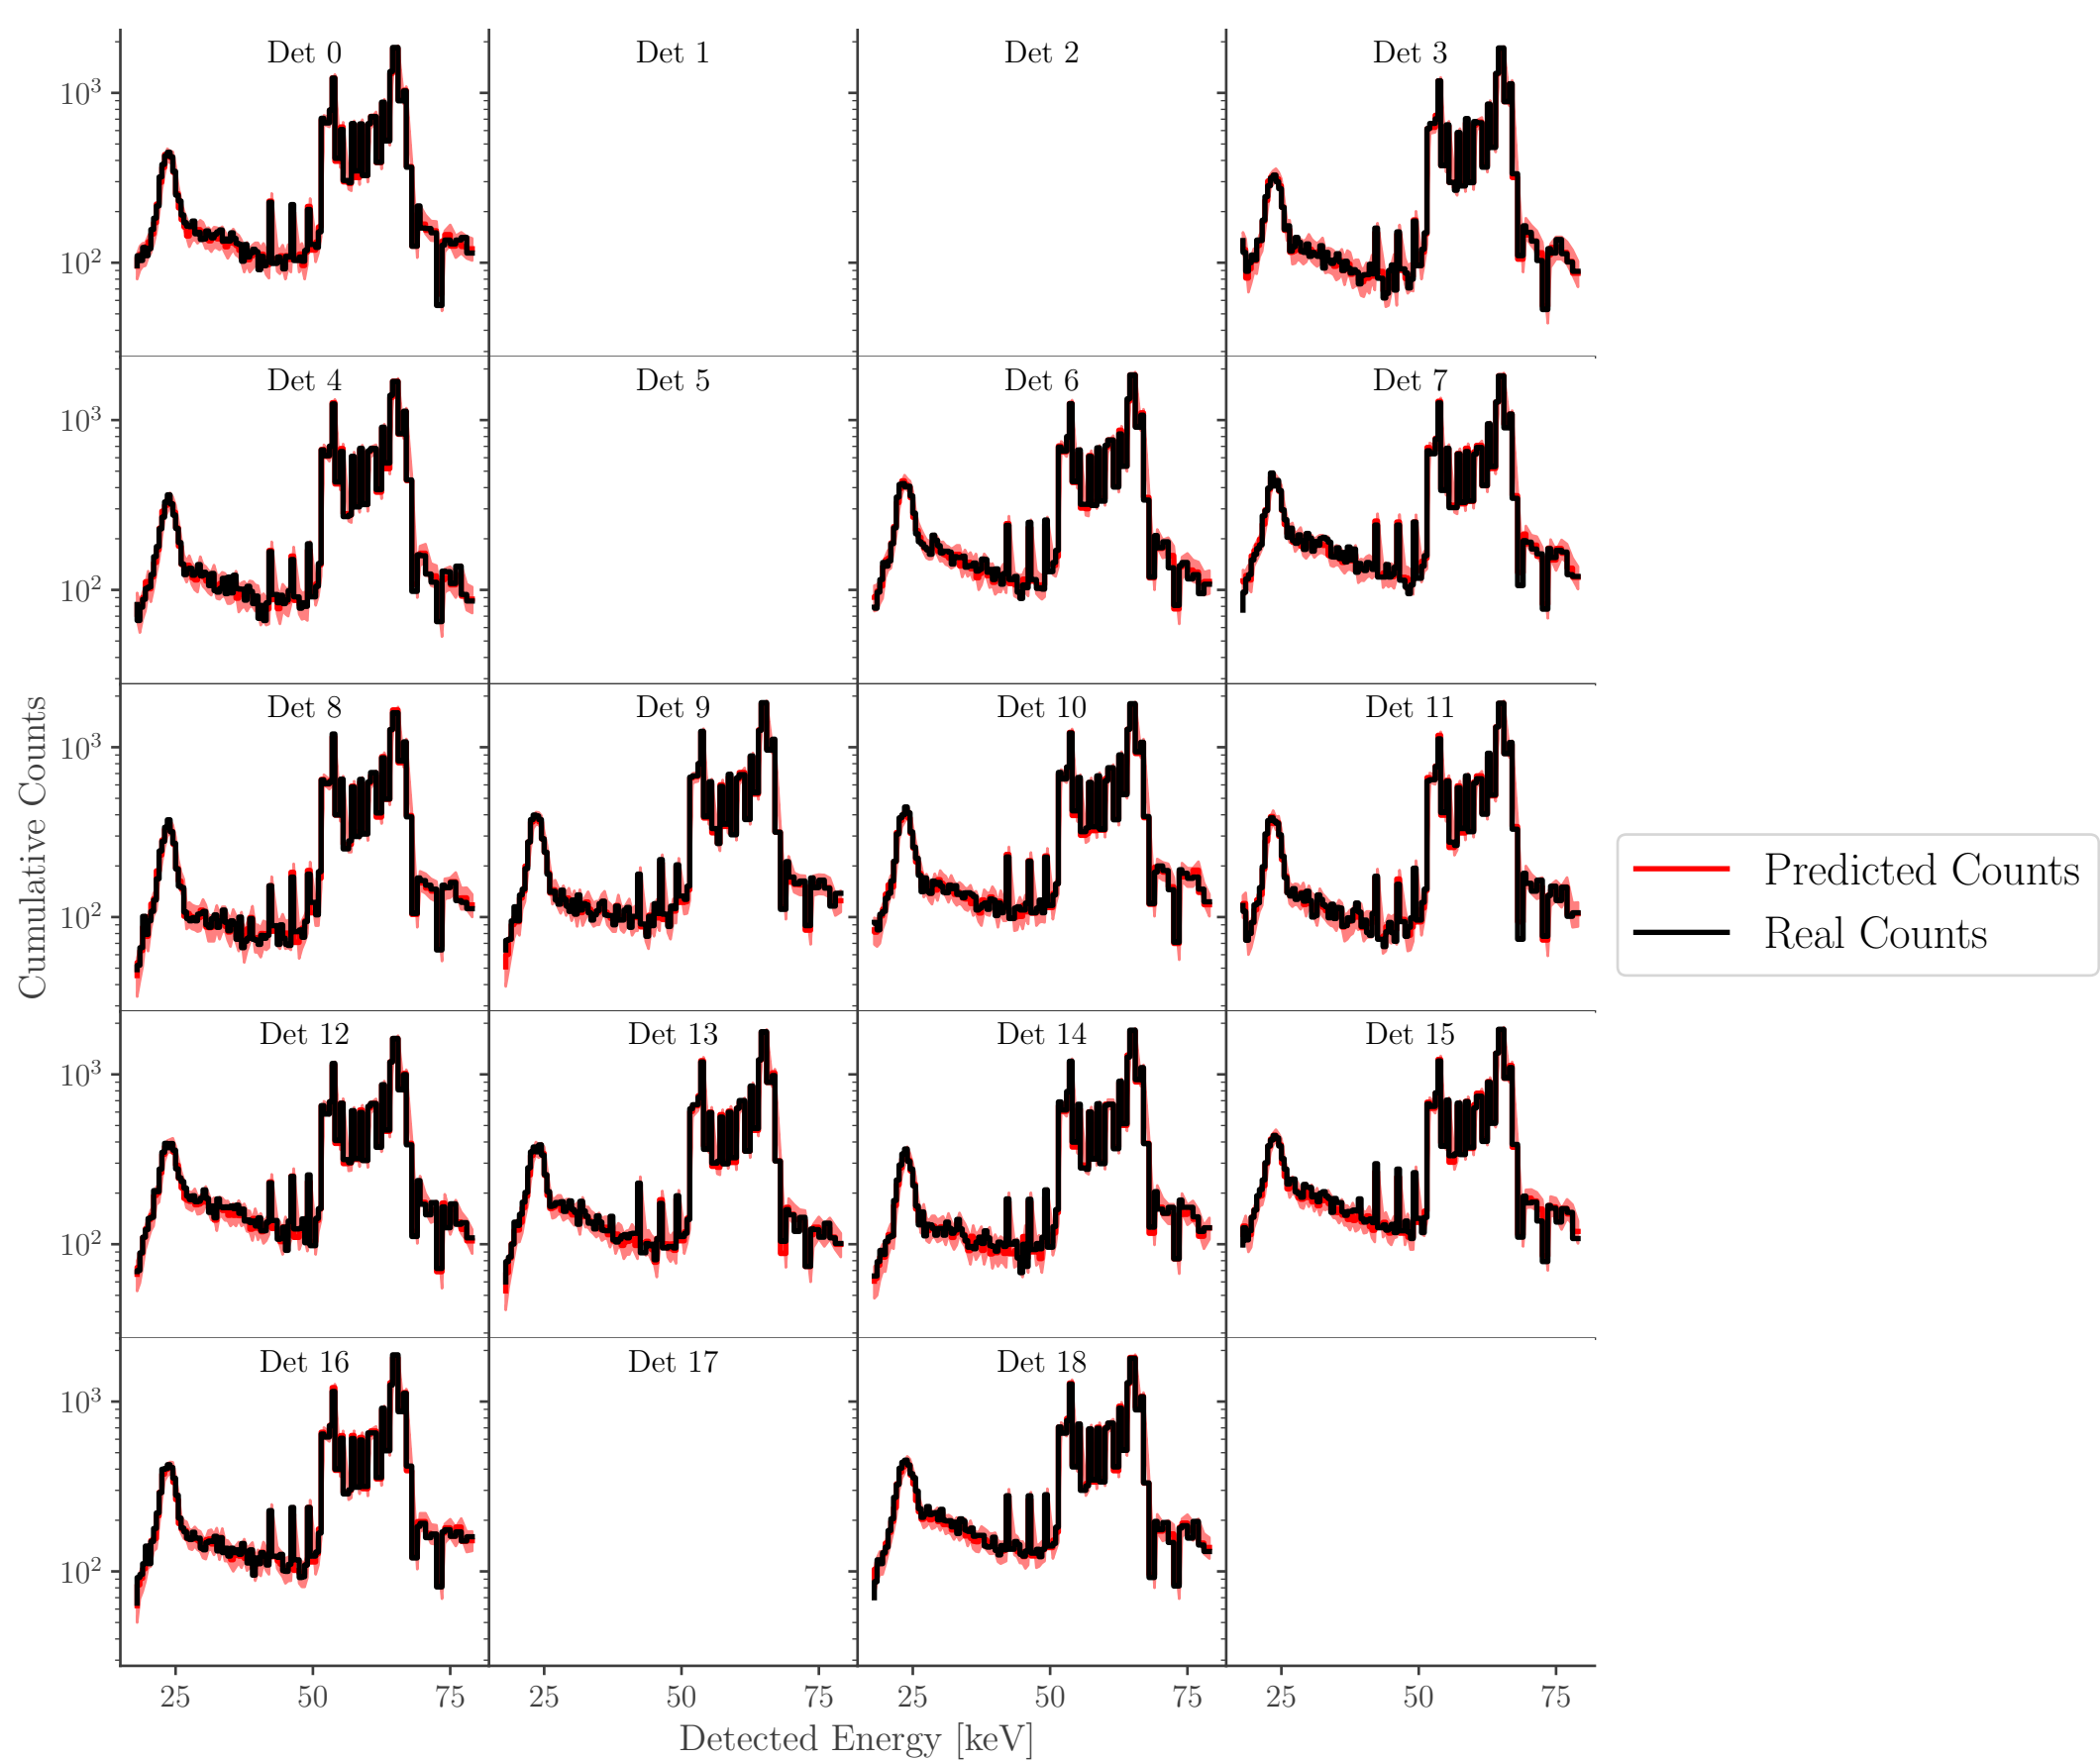 Det 0
Det 1
Det 2
Det 3
10³
10²
Det 4
Det 5
Det 6
Det 7
10³
10²
Det 8
Det 9
Det 10
Det 11
10³
10²
Cumulative Counts
Predicted Counts
Real Counts
Det 12
Det 13
Det 14
Det 15
10³
10²
Det 16
Det 17
Det 18
10³
10²
25 50 75 25 50 75 25 50 75 25 50 75
Detected Energy [keV]